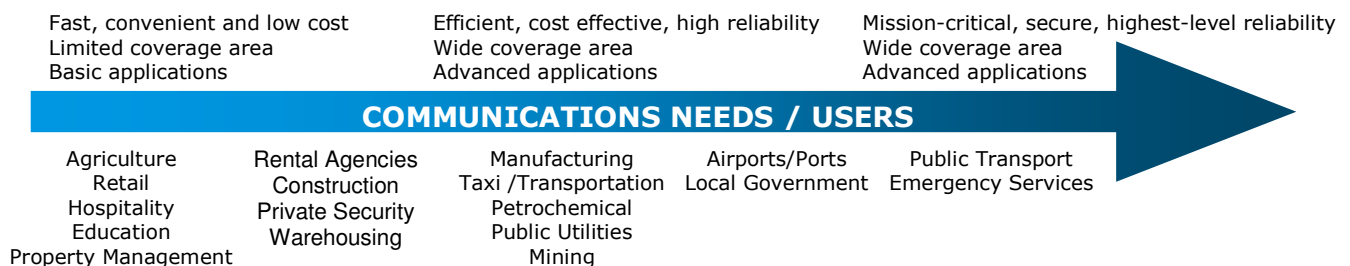 Fast, convenient and low cost
Limited coverage area
Basic applications
Efficient, cost effective, high reliability
Wide coverage area
Advanced applications
Mission-critical, secure, highest-level reliability
Wide coverage area
Advanced applications
COMMUNICATIONS NEEDS / USERS
Agriculture
Retail
Hospitality
Education
Property Management
Rental Agencies
Construction
Private Security
Warehousing
Manufacturing
Taxi /Transportation
Petrochemical
Public Utilities
Mining
Airports/Ports
Local Government
Public Transport
Emergency Services